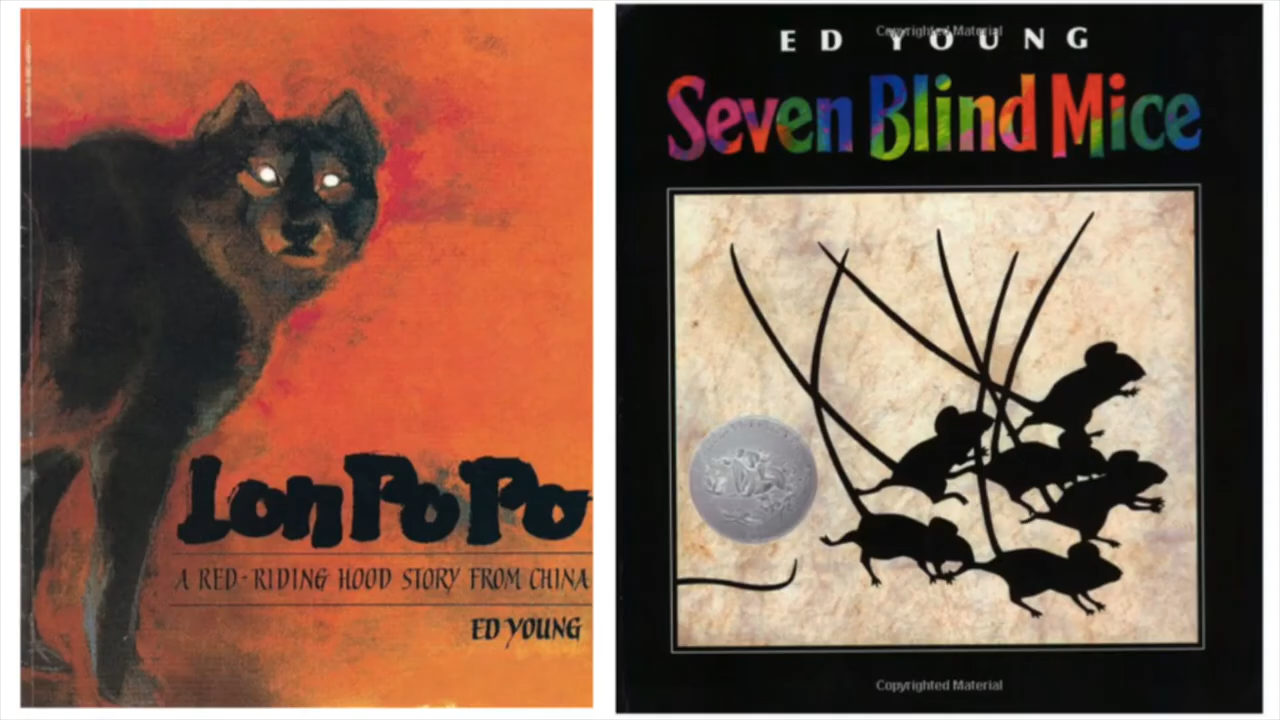 Lon Po Po
A RED-RIDING HOOD STORY FROM CHINA
ED YOUNG
ED YOUNG
Copyrighted Material
Seven Blind Mice
Copyrighted Material